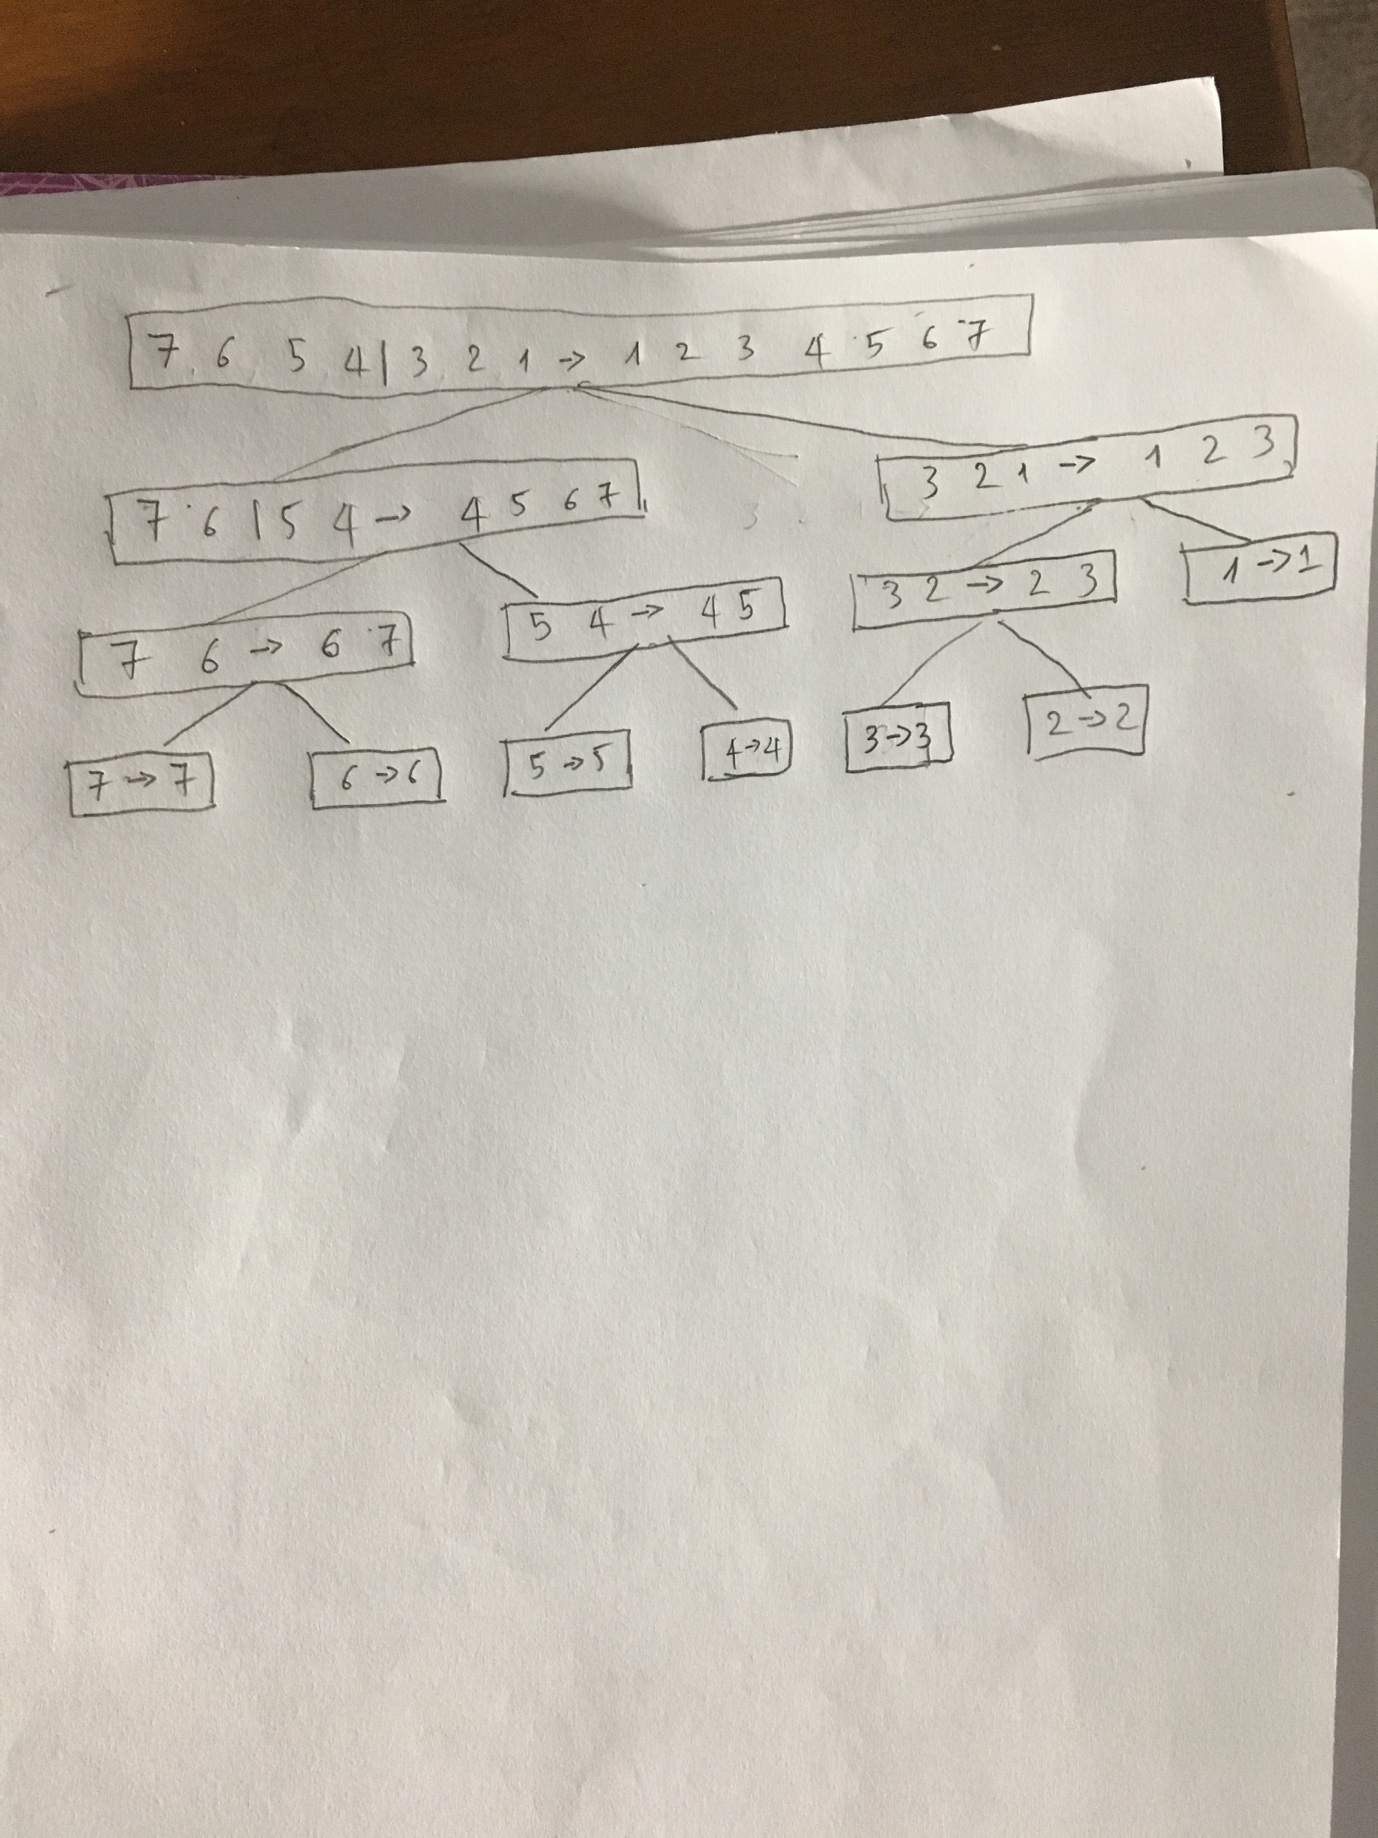 7 6 5 4 | 3 2 1 → 1 2 3 4 5 6 7
7 6 | 5 4 → 4 5 6 7
3 2 1 → 1 2 3
7 6 → 6 7
5 4 → 4 5
3 2 → 2 3
1 → 1
7 → 7
6 → 6
5 → 5
4 → 4
3 → 3
2 → 2